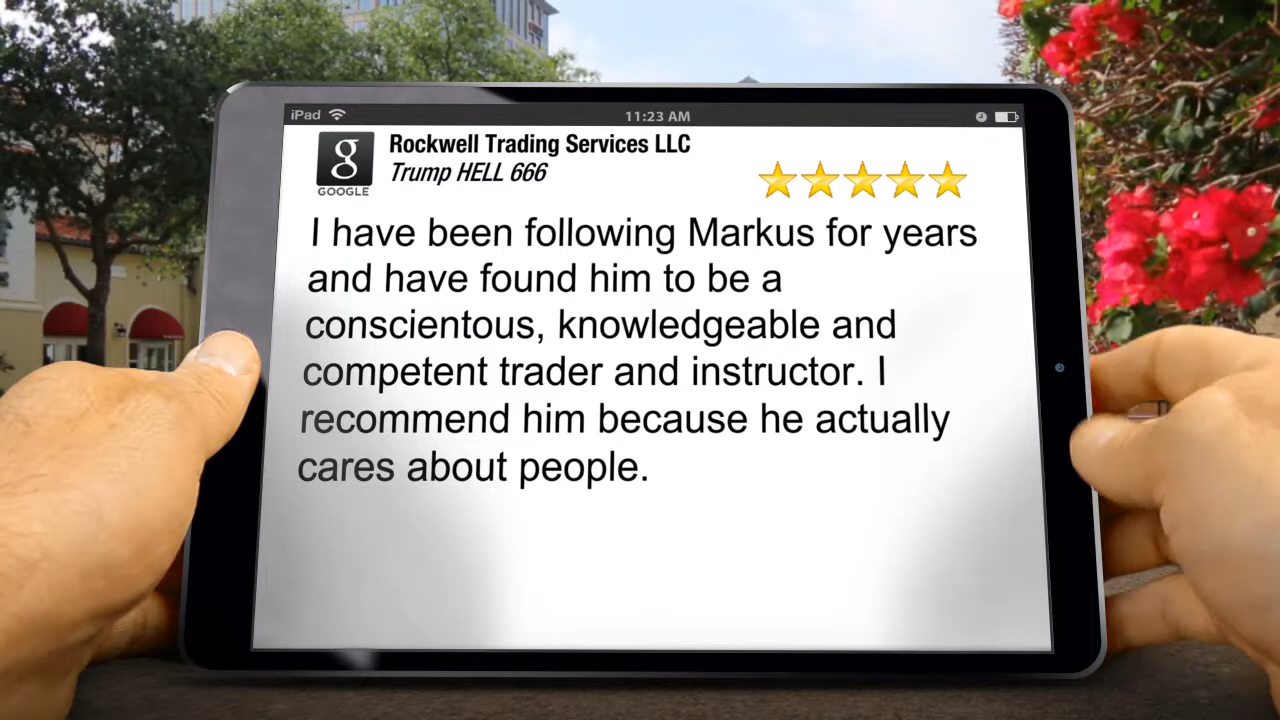 iPad 11:23 AM
g Rockwell Trading Services LLC
GOOGLE Trump HELL 666
I have been following Markus for years
and have found him to be a
conscientous, knowledgeable and
competent trader and instructor. I
recommend him because he actually
cares about people.